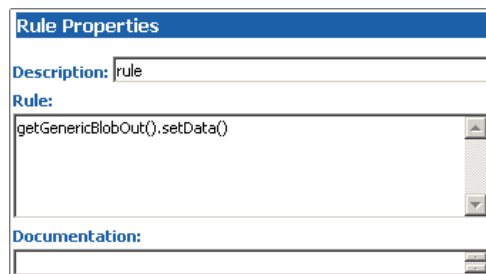 Rule Properties
Description: rule
Rule:
getGenericBlobOut().setData()
Documentation: